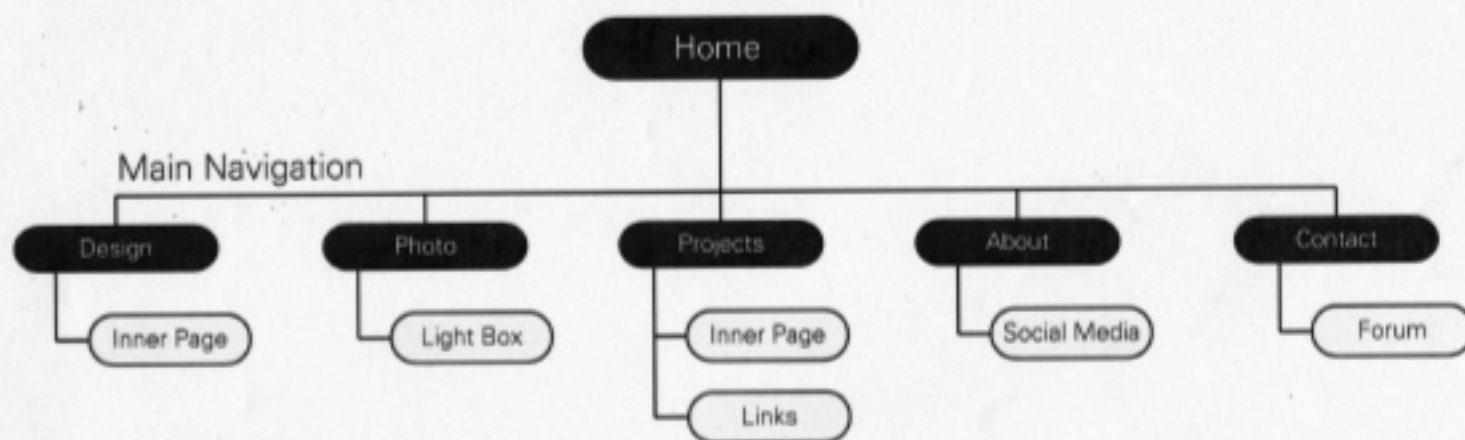 Home
Main Navigation
Design
Photo
Projects
About
Contact
Inner Page
Light Box
Inner Page
Social Media
Forum
Links